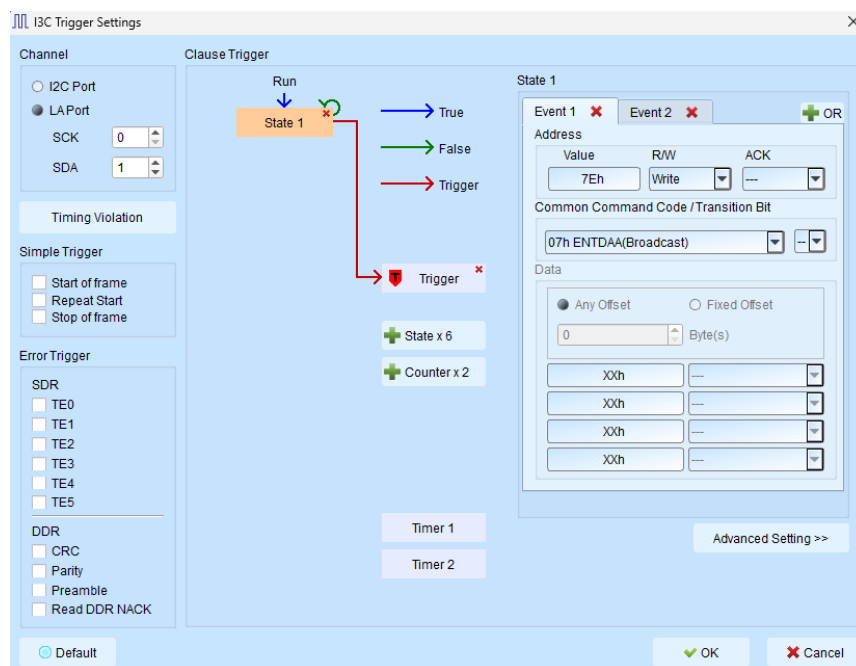 I3C Trigger Settings
Channel
I2C Port
LA Port
SCK 0
SDA 1
Timing Violation
Simple Trigger
Start of frame
Repeat Start
Stop of frame
Error Trigger
SDR
TE0
TE1
TE2
TE3
TE4
TE5
DDR
CRC
Parity
Preamble
Read DDR NACK
Default
Clause Trigger
Run
State 1
True
False
Trigger
T Trigger
State x 6
Counter x 2
Timer 1
Timer 2
State 1
Event 1 Event 2 OR
Address
Value R/W ACK
7Eh Write ---
Common Command Code / Transition Bit
07h ENTDAA(Broadcast) --
Data
Any Offset Fixed Offset
0 Byte(s)
XXh ---
XXh ---
XXh ---
XXh ---
Advanced Setting >>
OK Cancel